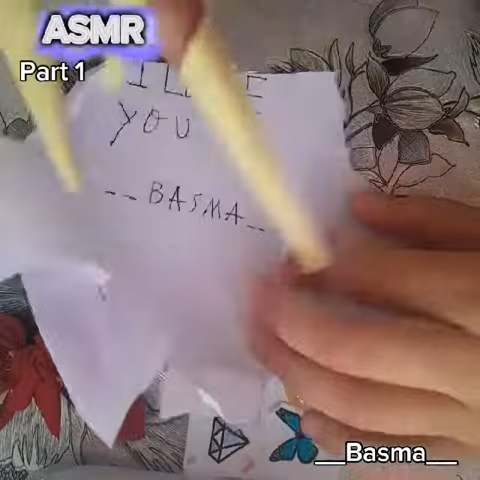 ASMR
Part 1
I
YOU
--BASMA--
__Basma__